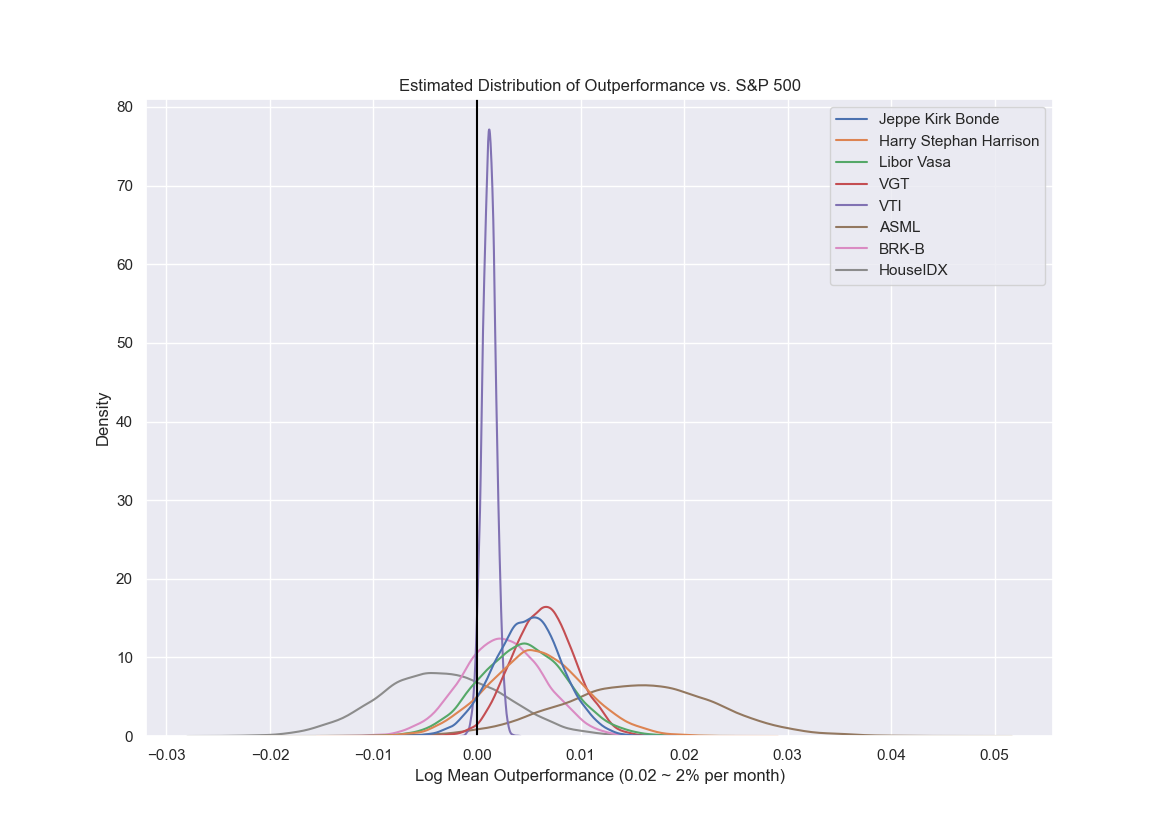 Estimated Distribution of Outperformance vs. S&P 500
80
70
60
50
40
30
20
10
0
Density
Jeppe Kirk Bonde
Harry Stephan Harrison
Libor Vasa
VGT
VTI
ASML
BRK-B
HouseIDX
−0.03 −0.02 −0.01 0.00 0.01 0.02 0.03 0.04 0.05
Log Mean Outperformance (0.02 ~ 2% per month)